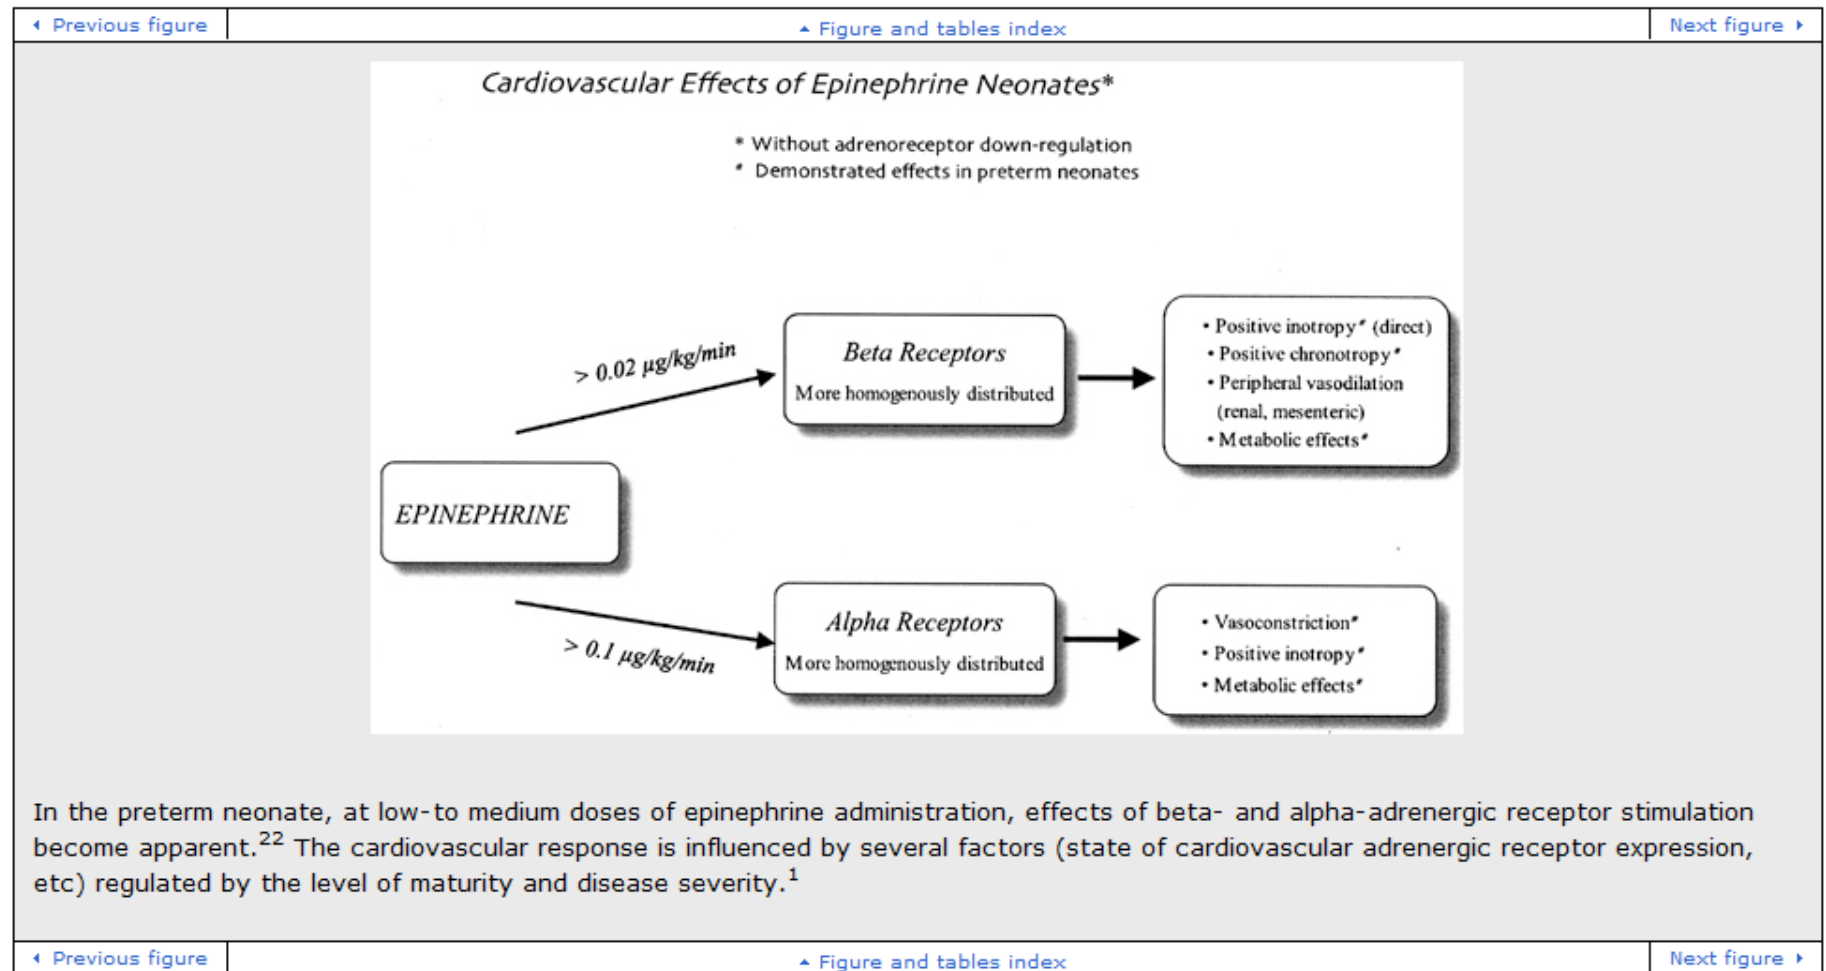 Previous figure
Figure and tables index
Next figure
Cardiovascular Effects of Epinephrine Neonates*
* Without adrenoreceptor down-regulation
* Demonstrated effects in preterm neonates
> 0.02 µg/kg/min
Beta Receptors
More homogenously distributed
• Positive inotropy* (direct)
• Positive chronotropy*
• Peripheral vasodilation
(renal, mesenteric)
• Metabolic effects*
EPINEPHRINE
> 0.1 µg/kg/min
Alpha Receptors
More homogenously distributed
• Vasoconstriction*
• Positive inotropy*
• Metabolic effects*
In the preterm neonate, at low-to medium doses of epinephrine administration, effects of beta- and alpha-adrenergic receptor stimulation
become apparent.22 The cardiovascular response is influenced by several factors (state of cardiovascular adrenergic receptor expression,
etc) regulated by the level of maturity and disease severity.1
Previous figure
Figure and tables index
Next figure